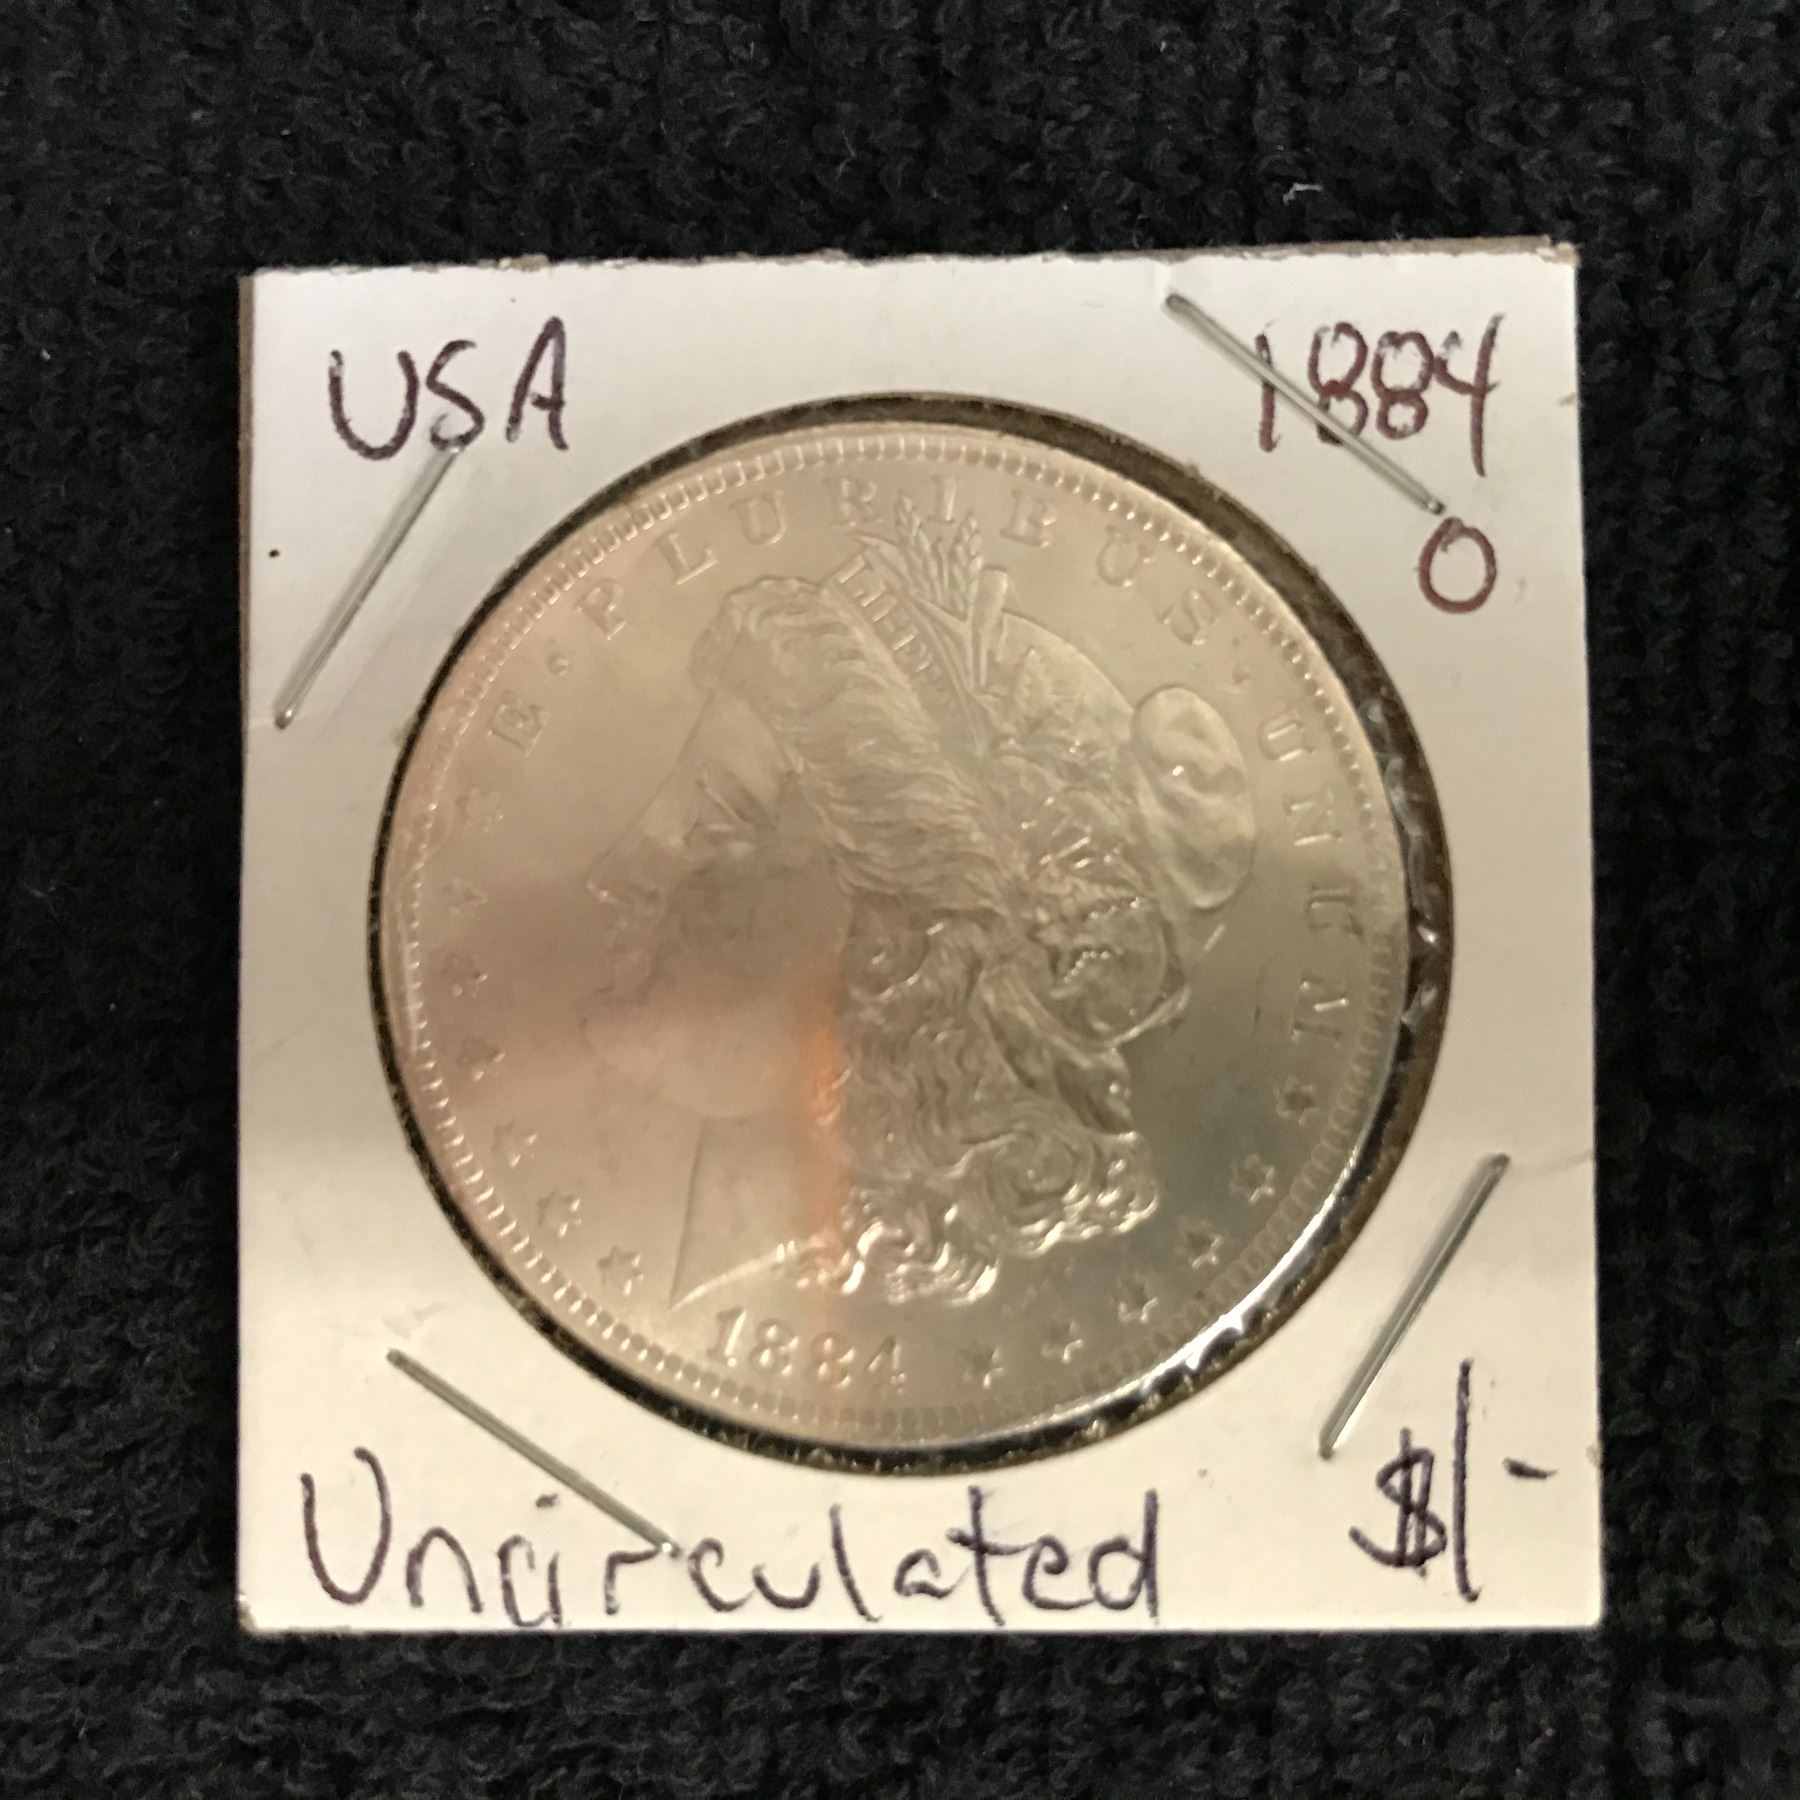 USA
1884
O
E · PLURIBUS · UNUM
LIBERTY
1884
Uncirculated
$1-